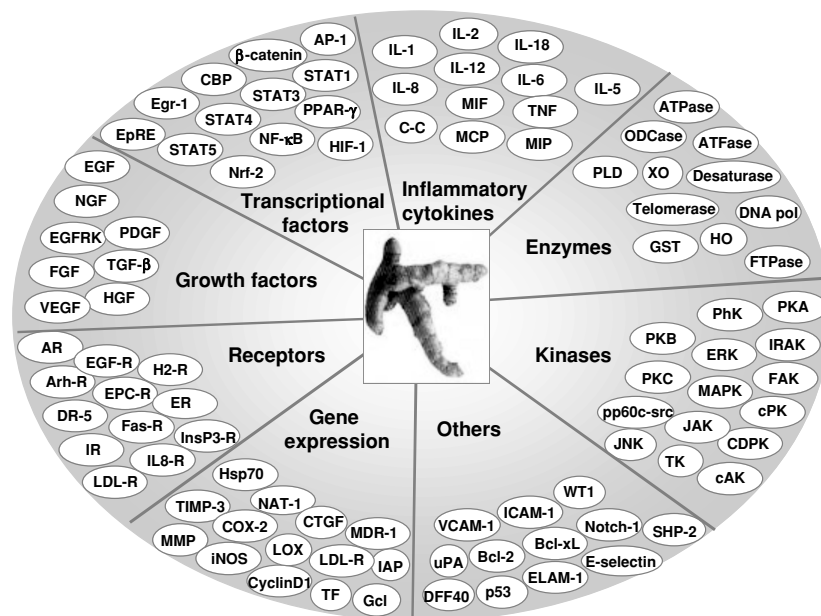 Transcriptional
factors
AP-1
β-catenin
STAT1
CBP
STAT3
PPAR-γ
Egr-1
STAT4
NF-κB
HIF-1
EpRE
STAT5
Nrf-2
Inflammatory
cytokines
IL-1
IL-2
IL-18
IL-8
IL-12
IL-6
IL-5
MIF
TNF
C-C
MCP
MIP
Enzymes
ATPase
ODCase
ATFase
PLD
XO
Desaturase
Telomerase
DNA pol
GST
HO
FTPase
Kinases
PhK
PKA
PKB
ERK
IRAK
PKC
MAPK
FAK
pp60c-src
JAK
cPK
JNK
TK
CDPK
cAK
Others
WT1
ICAM-1
VCAM-1
Notch-1
SHP-2
uPA
Bcl-2
Bcl-xL
E-selectin
DFF40
p53
ELAM-1
Gene
expression
Hsp70
TIMP-3
NAT-1
COX-2
CTGF
MDR-1
MMP
iNOS
LOX
LDL-R
IAP
CyclinD1
TF
Gcl
Receptors
AR
EGF-R
H2-R
Arh-R
EPC-R
ER
DR-5
Fas-R
InsP3-R
IR
IL8-R
LDL-R
Growth factors
EGF
NGF
EGFRK
PDGF
FGF
TGF-β
VEGF
HGF